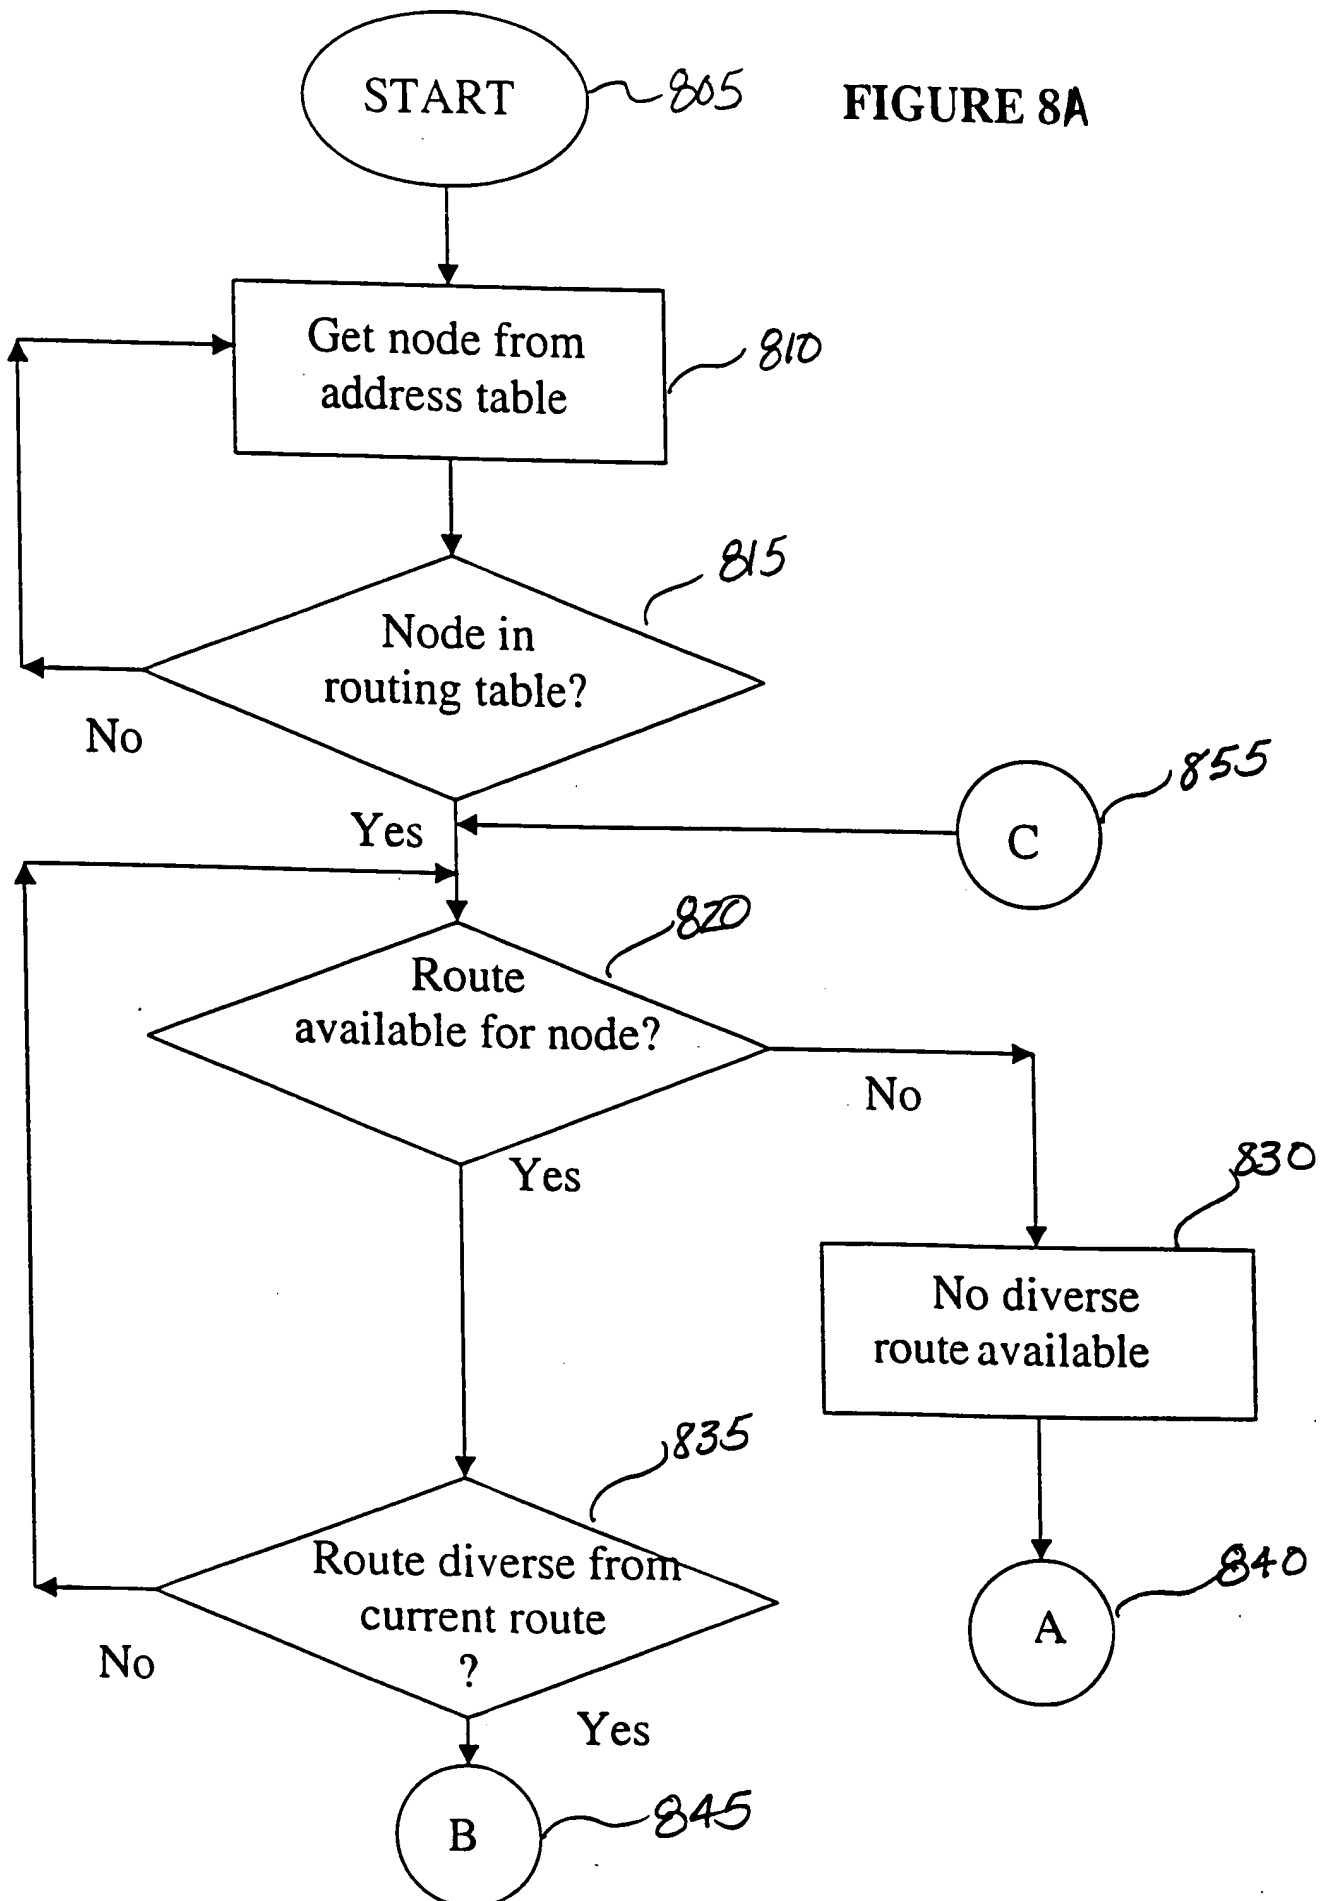 START
805
FIGURE 8A
Get node from
address table
810
815
Node in
routing table?
No
855
Yes
C
820
Route
available for node?
No
Yes
830
No diverse
route available
835
Route diverse from
current route
?
840
A
No
Yes
B
845